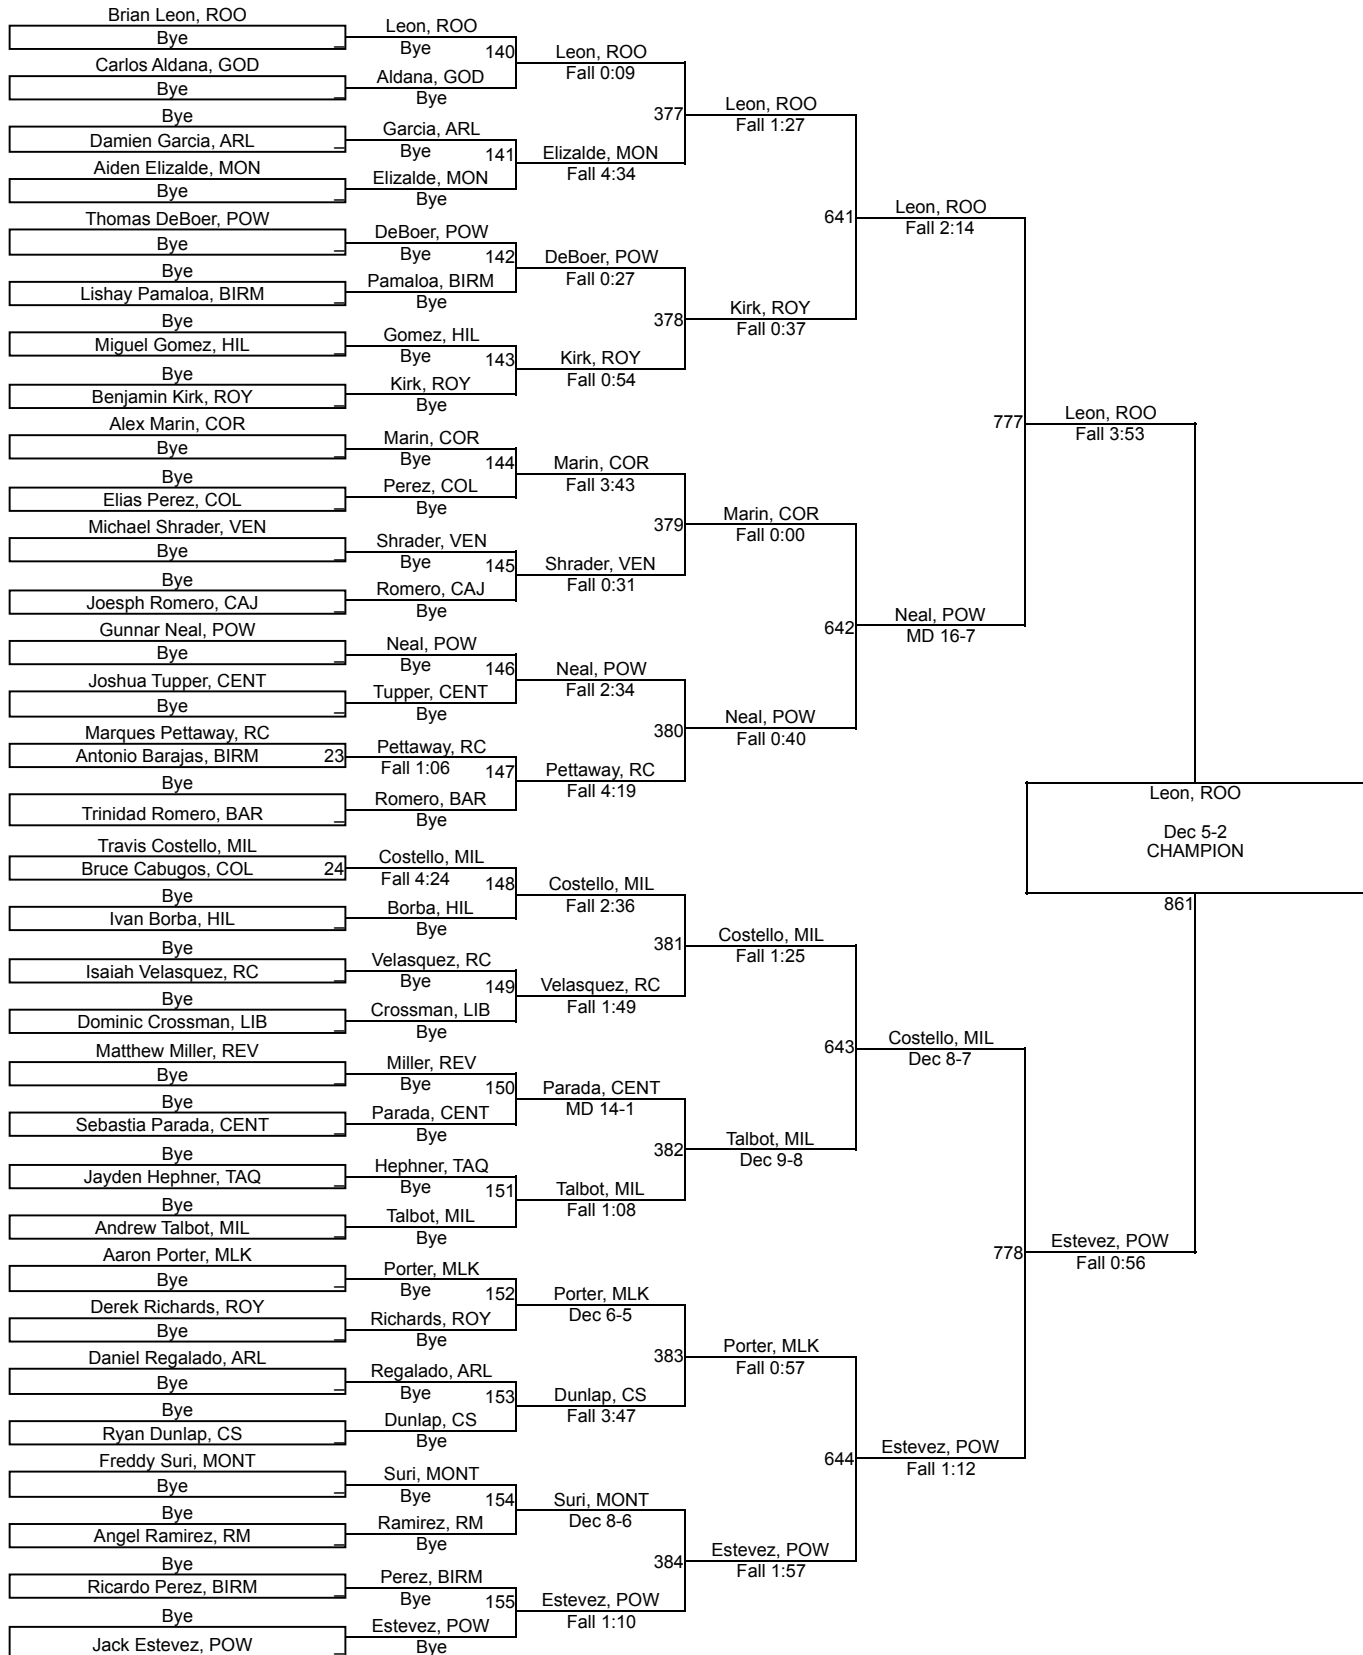 Brian Leon, ROO
Bye
Carlos Aldana, GOD
Bye
Bye
Damien Garcia, ARL
Aiden Elizalde, MON
Bye
Thomas DeBoer, POW
Bye
Bye
Lishay Pamaloa, BIRM
Bye
Miguel Gomez, HIL
Bye
Benjamin Kirk, ROY
Alex Marin, COR
Bye
Bye
Elias Perez, COL
Michael Shrader, VEN
Bye
Bye
Joesph Romero, CAJ
Gunnar Neal, POW
Bye
Joshua Tupper, CENT
Bye
Marques Pettaway, RC
Antonio Barajas, BIRM 23
Bye
Trinidad Romero, BAR
Travis Costello, MIL
Bruce Cabugos, COL 24
Bye
Ivan Borba, HIL
Bye
Isaiah Velasquez, RC
Bye
Dominic Crossman, LIB
Matthew Miller, REV
Bye
Bye
Sebastia Parada, CENT
Bye
Jayden Hephner, TAQ
Bye
Andrew Talbot, MIL
Aaron Porter, MLK
Bye
Derek Richards, ROY
Bye
Daniel Regalado, ARL
Bye
Bye
Ryan Dunlap, CS
Freddy Suri, MONT
Bye
Bye
Angel Ramirez, RM
Bye
Ricardo Perez, BIRM
Bye
Jack Estevez, POW
Leon, ROO
Bye 140
Aldana, GOD
Bye
Garcia, ARL
Bye 141
Elizalde, MON
Bye
DeBoer, POW
Bye 142
Pamaloa, BIRM
Bye
Gomez, HIL
Bye 143
Kirk, ROY
Bye
Marin, COR
Bye 144
Perez, COL
Bye
Shrader, VEN
Bye 145
Romero, CAJ
Bye
Neal, POW
Bye 146
Tupper, CENT
Bye
Pettaway, RC
Fall 1:06 147
Romero, BAR
Bye
Costello, MIL
Fall 4:24 148
Borba, HIL
Bye
Velasquez, RC
Bye 149
Crossman, LIB
Bye
Miller, REV
Bye 150
Parada, CENT
Bye
Hephner, TAQ
Bye 151
Talbot, MIL
Bye
Porter, MLK
Bye 152
Richards, ROY
Bye
Regalado, ARL
Bye 153
Dunlap, CS
Bye
Suri, MONT
Bye 154
Ramirez, RM
Bye
Perez, BIRM
Bye 155
Estevez, POW
Bye
Leon, ROO
Fall 0:09
377
Elizalde, MON
Fall 4:34
DeBoer, POW
Fall 0:27
378
Kirk, ROY
Fall 0:54
Marin, COR
Fall 3:43
379
Shrader, VEN
Fall 0:31
Neal, POW
Fall 2:34
380
Pettaway, RC
Fall 4:19
Costello, MIL
Fall 2:36
381
Velasquez, RC
Fall 1:49
Parada, CENT
MD 14-1
382
Talbot, MIL
Fall 1:08
Porter, MLK
Dec 6-5
383
Dunlap, CS
Fall 3:47
Suri, MONT
Dec 8-6
384
Estevez, POW
Fall 1:10
Leon, ROO
Fall 1:27
641
Kirk, ROY
Fall 0:37
Marin, COR
Fall 0:00
642
Neal, POW
Fall 0:40
Costello, MIL
Fall 1:25
643
Talbot, MIL
Dec 9-8
Porter, MLK
Fall 0:57
644
Estevez, POW
Fall 1:57
Leon, ROO
Fall 2:14
777
Neal, POW
MD 16-7
Costello, MIL
Dec 8-7
778
Estevez, POW
Fall 1:12
Leon, ROO
Fall 3:53
Estevez, POW
Fall 0:56
Leon, ROO
Dec 5-2
CHAMPION
861